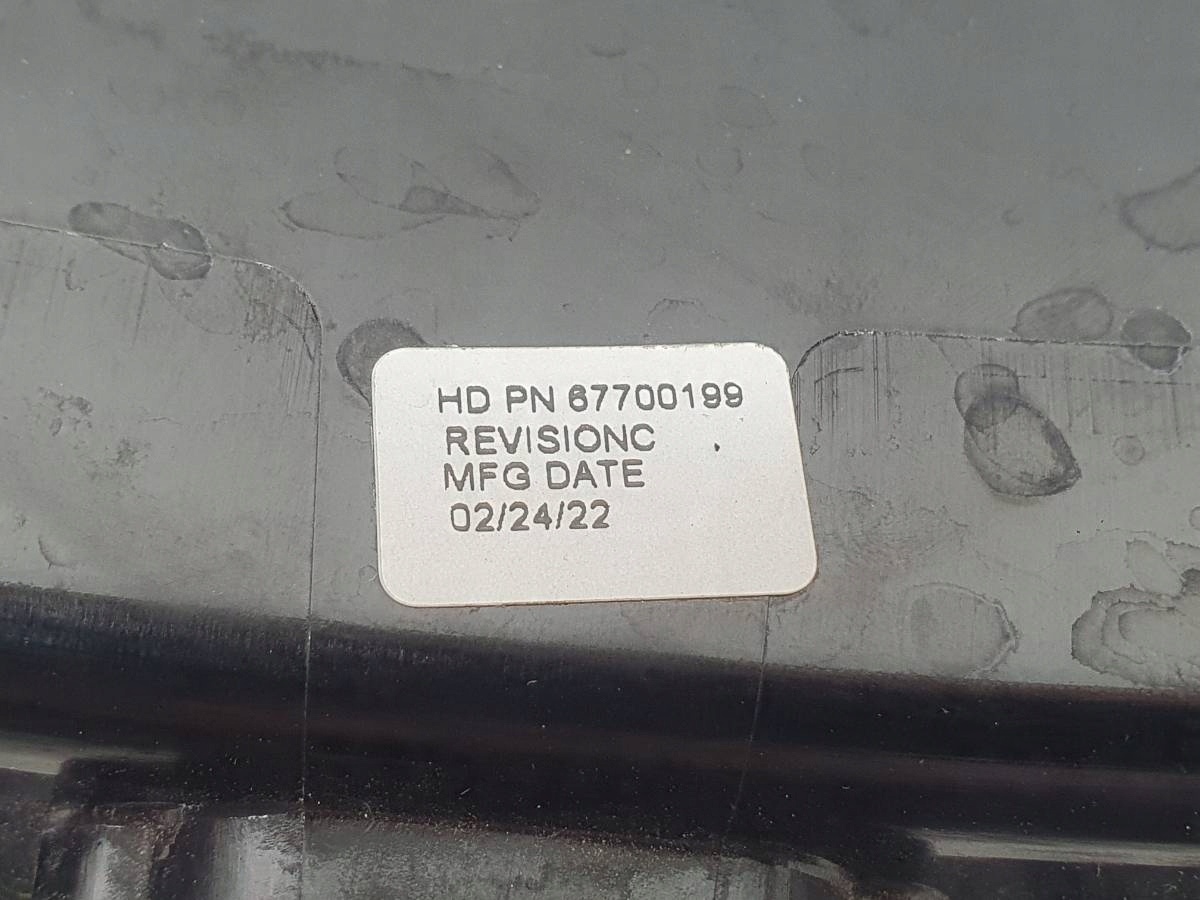 HD PN 67700199
REVISIONC
MFG DATE
02/24/22